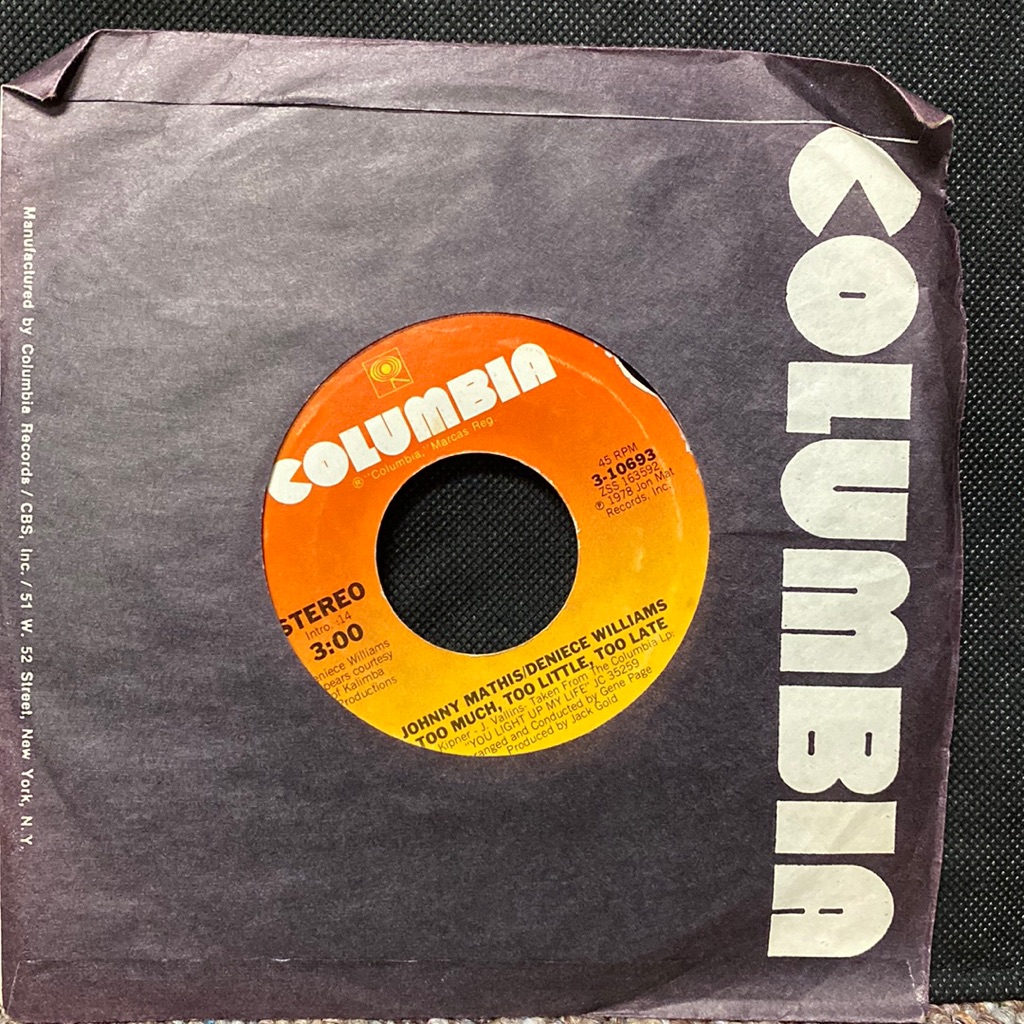 COLUMBIA
Manufactured by Columbia Records / CBS, Inc. / 51 W. 52 Street, New York, N.Y.
COLUMBIA
® "Columbia," Marcas Reg
45 RPM
3-10693
ZSS 163592
℗ 1978 Jon Mat
Records, Inc.
STEREO
Intro. :14
3:00
eniece Williams
pears courtesy
of Kalimba
Productions
JOHNNY MATHIS/DENIECE WILLIAMS
TOO MUCH, TOO LITTLE, TOO LATE
Kipner - J. Vallins- Taken From The Columbia Lp:
"YOU LIGHT UP MY LIFE" JC 35259
ranged and Conducted by Gene Page
Produced by Jack Gold